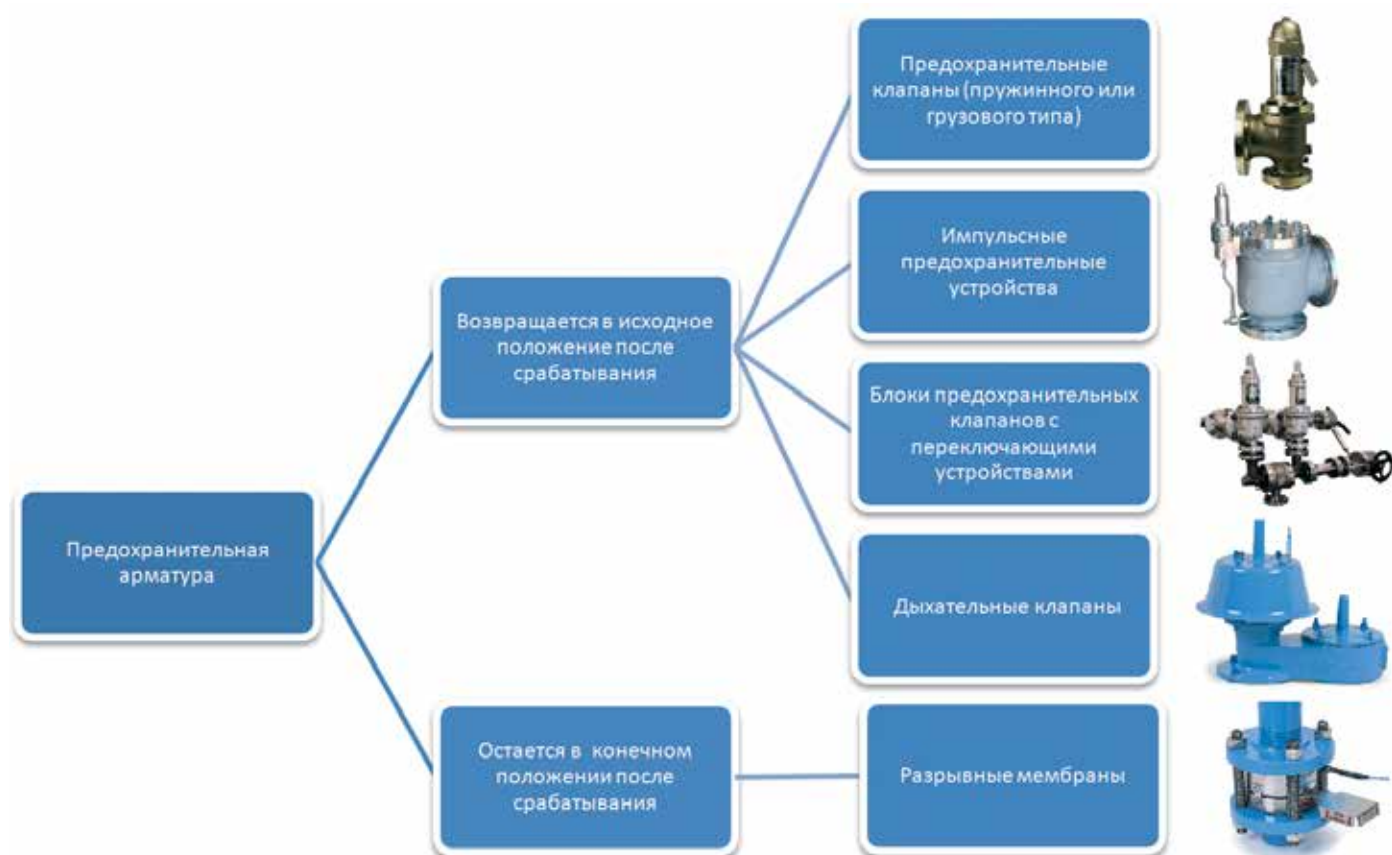 Предохранительные
клапаны (пружинного или
грузового типа)
Импульсные
предохранительные
устройства
Возвращается в исходное
положение после
срабатывания
Блоки предохранительных
клапанов с
переключающими
устройствами
Предохранительная
арматура
Дыхательные клапаны
Остается в конечном
положении после
срабатывания
Разрывные мембраны